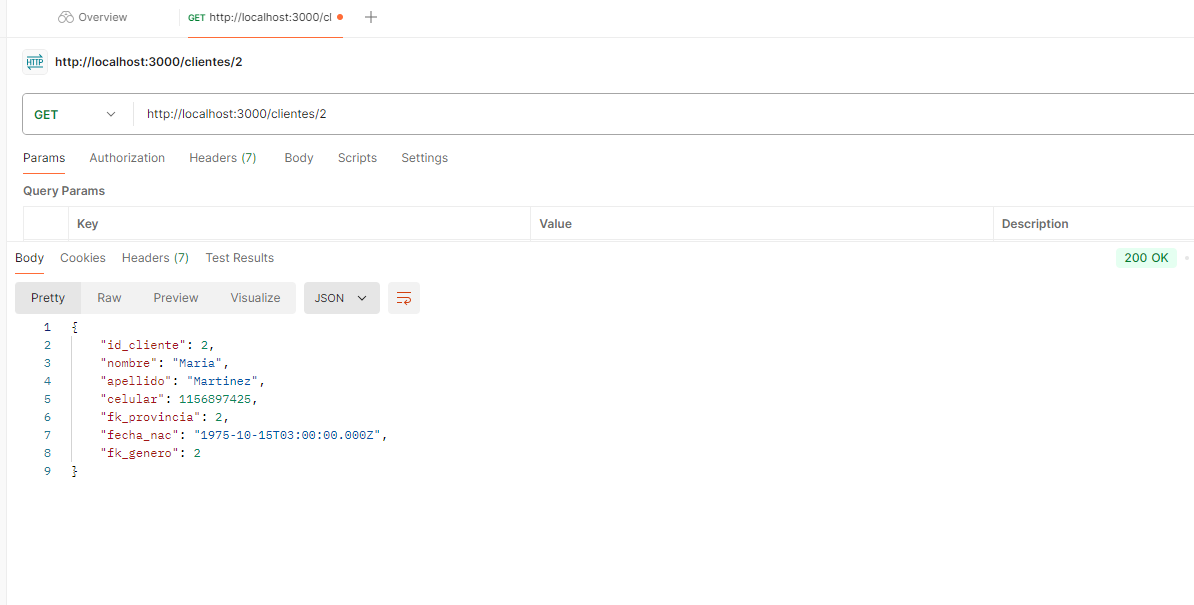 Overview
GET http://localhost:3000/cl
HTTP http://localhost:3000/clientes/2
GET http://localhost:3000/clientes/2
Params Authorization Headers (7) Body Scripts Settings
Query Params
Key Value Description
Body Cookies Headers (7) Test Results 200 OK
Pretty Raw Preview Visualize JSON
1 {
2 "id_cliente": 2,
3 "nombre": "Maria",
4 "apellido": "Martinez",
5 "celular": 1156897425,
6 "fk_provincia": 2,
7 "fecha_nac": "1975-10-15T03:00:00.000Z",
8 "fk_genero": 2
9 }